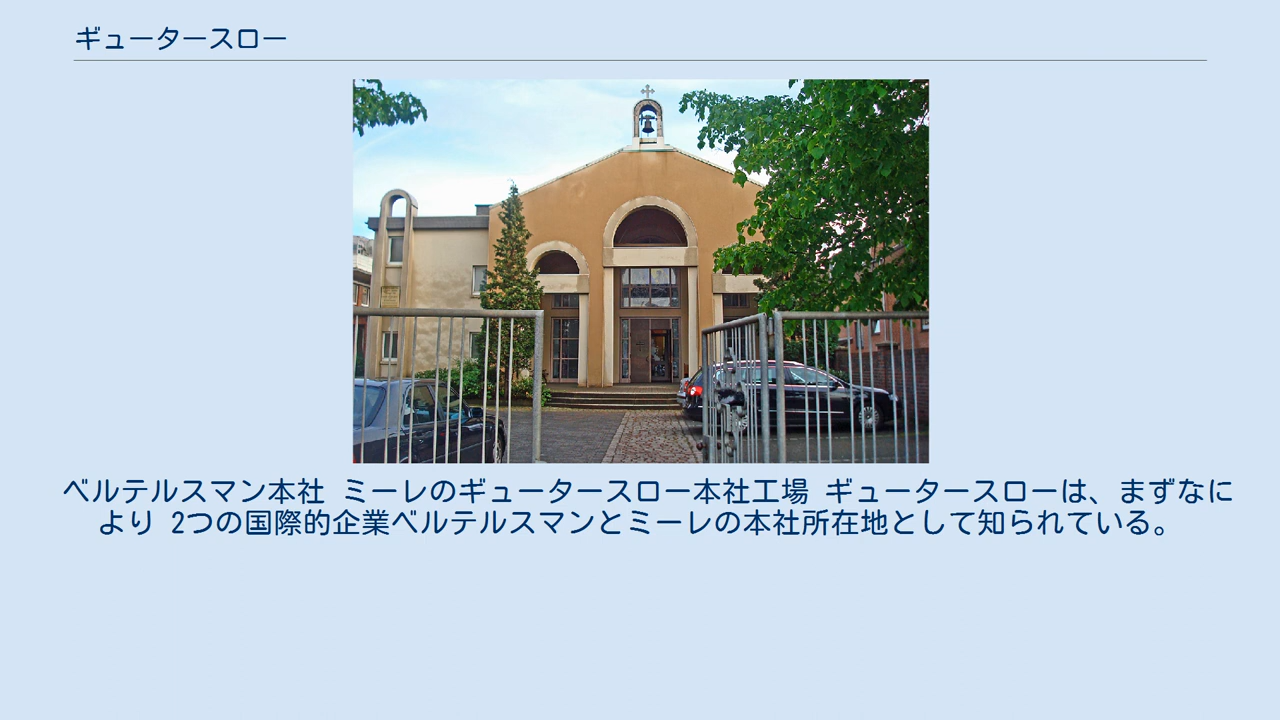 ギュータースロー
ベルテルスマン本社 ミーレのギュータースロー本社工場 ギュータースローは、まずなに
より 2つの国際的企業ベルテルスマンとミーレの本社所在地として知られている。